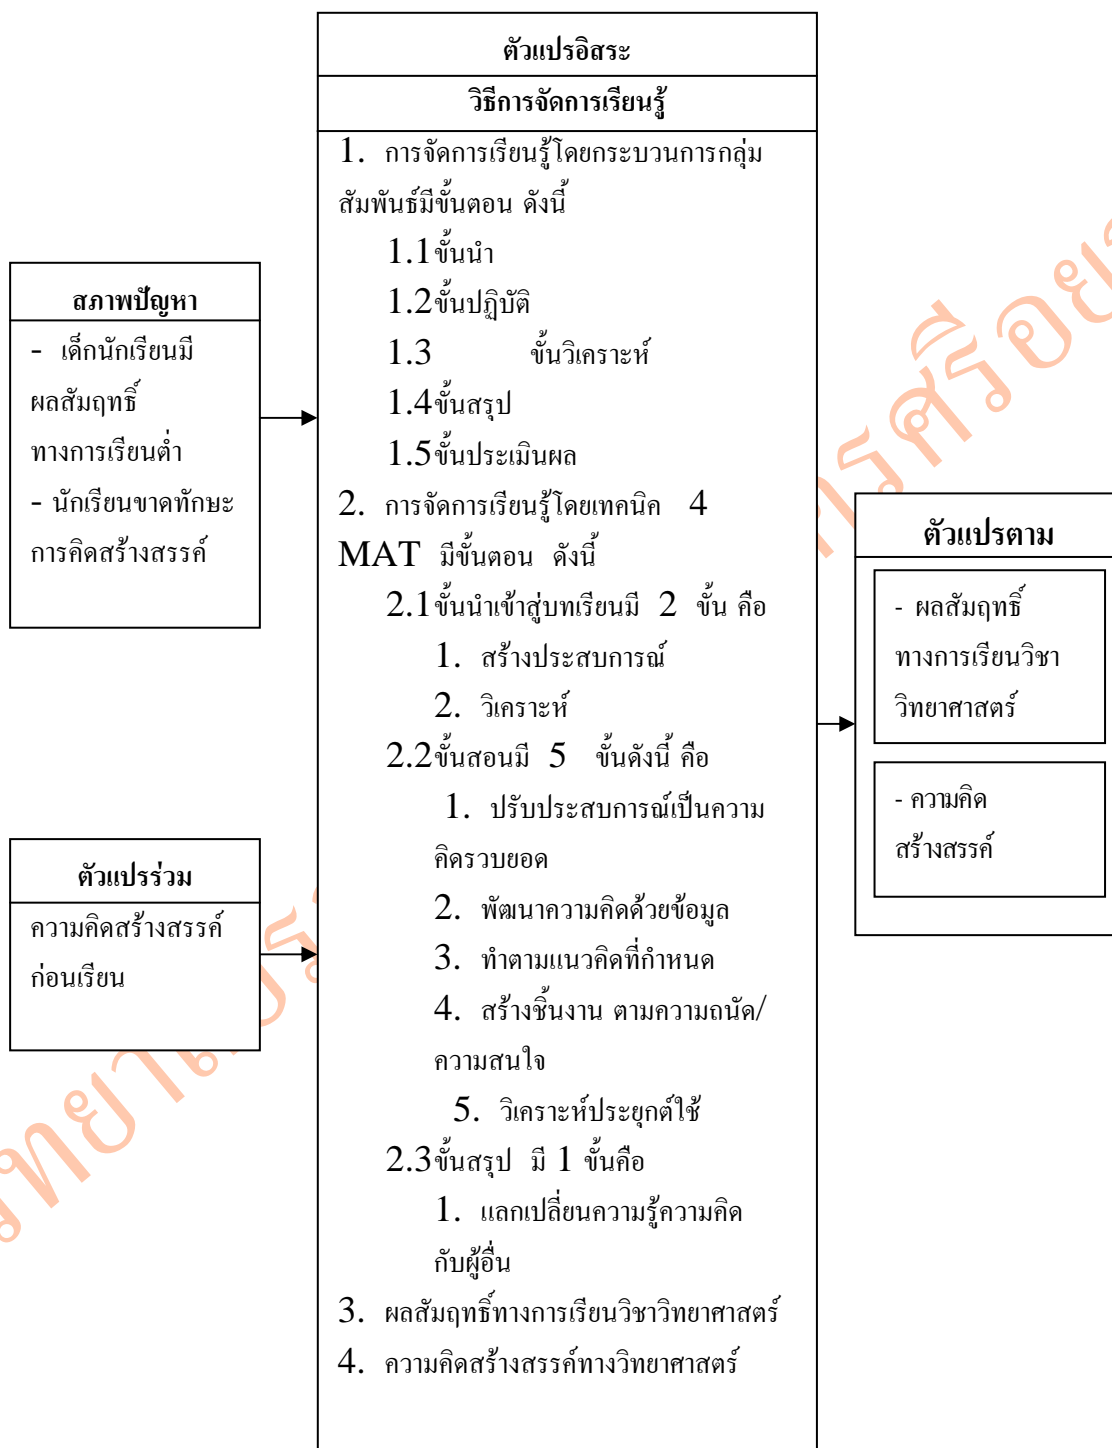 ตัวแปรอิสระ
วิธีการจัดการเรียนรู้
1. การจัดการเรียนรู้โดยกระบวนการกลุ่ม
สัมพันธ์มีขั้นตอน ดังนี้
1.1ขั้นนำ
1.2ขั้นปฏิบัติ
1.3 ขั้นวิเคราะห์
1.4ขั้นสรุป
1.5ขั้นประเมินผล
2. การจัดการเรียนรู้โดยเทคนิค 4
MAT มีขั้นตอน ดังนี้
2.1ขั้นนำเข้าสู่บทเรียนมี 2 ขั้น คือ
1. สร้างประสบการณ์
2. วิเคราะห์
2.2ขั้นสอนมี 5 ขั้นดังนี้ คือ
1. ปรับประสบการณ์เป็นความ
คิดรวบยอด
2. พัฒนาความคิดด้วยข้อมูล
3. ทำตามแนวคิดที่กำหนด
4. สร้างชิ้นงาน ตามความถนัด/
ความสนใจ
5. วิเคราะห์ประยุกต์ใช้
2.3ขั้นสรุป มี 1 ขั้นคือ
1. แลกเปลี่ยนความรู้ความคิด
กับผู้อื่น
3. ผลสัมฤทธิ์ทางการเรียนวิชาวิทยาศาสตร์
4. ความคิดสร้างสรรค์ทางวิทยาศาสตร์
สภาพปัญหา
- เด็กนักเรียนมี
ผลสัมฤทธิ์
ทางการเรียนต่ำ
- นักเรียนขาดทักษะ
การคิดสร้างสรรค์
ตัวแปรร่วม
ความคิดสร้างสรรค์
ก่อนเรียน
ตัวแปรตาม
- ผลสัมฤทธิ์
ทางการเรียนวิชา
วิทยาศาสตร์
- ความคิด
สร้างสรรค์